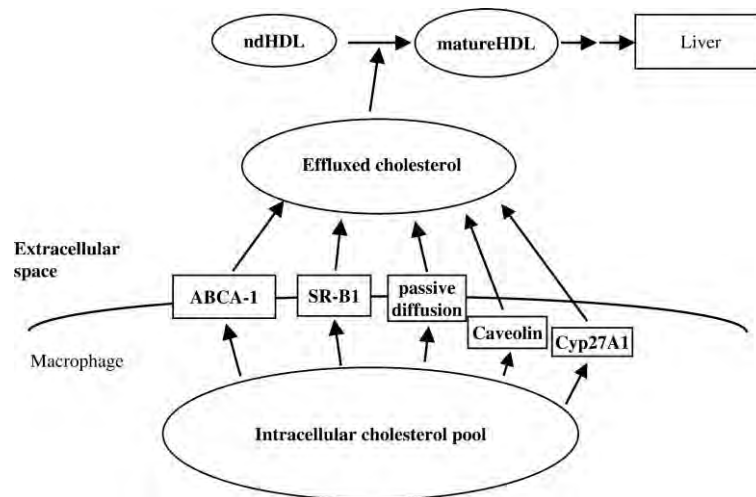 ndHDL
matureHDL
Liver
Effluxed cholesterol
Extracellular
space
ABCA-1
SR-B1
passive
diffusion
Caveolin
Cyp27A1
Macrophage
Intracellular cholesterol pool